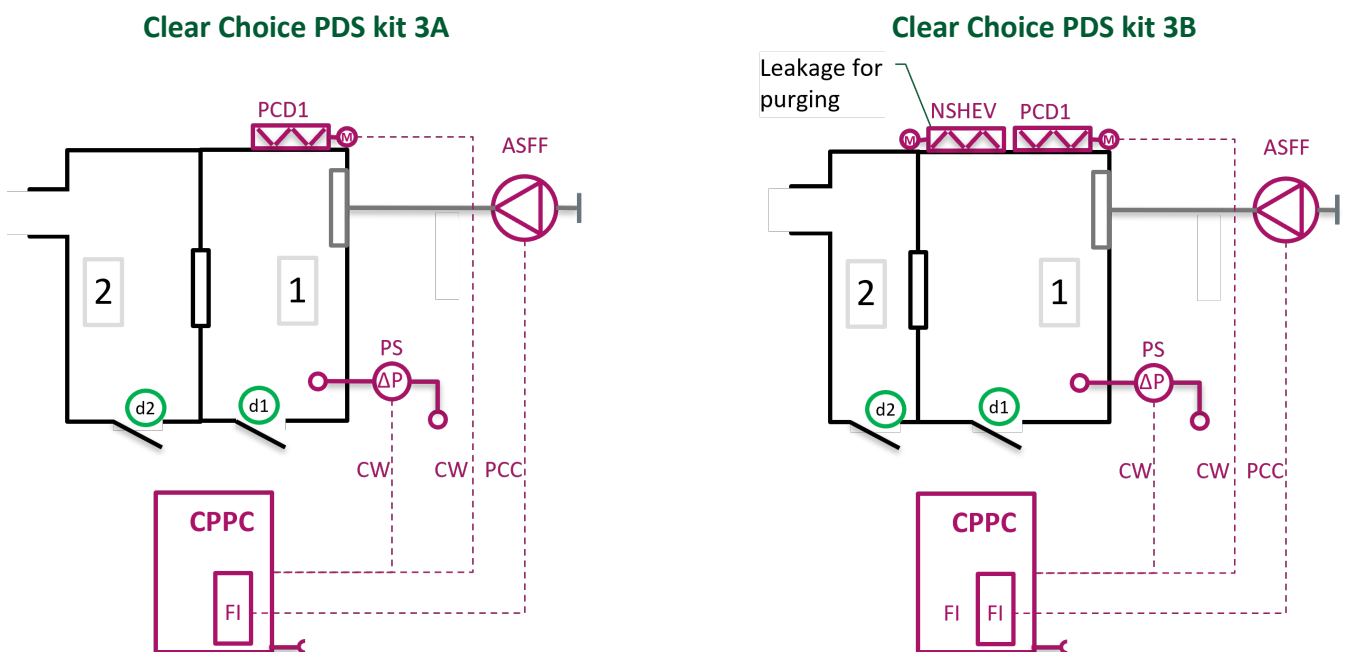 Clear Choice PDS kit 3A
PCD1
M
ASFF
2
1
PS
ΔP
d2
d1
CW
CW
PCC
CPPC
FI
Clear Choice PDS kit 3B
Leakage for
purging
NSHEV
PCD1
M
M
ASFF
2
1
PS
ΔP
d2
d1
CW
CW
PCC
CPPC
FI
FI